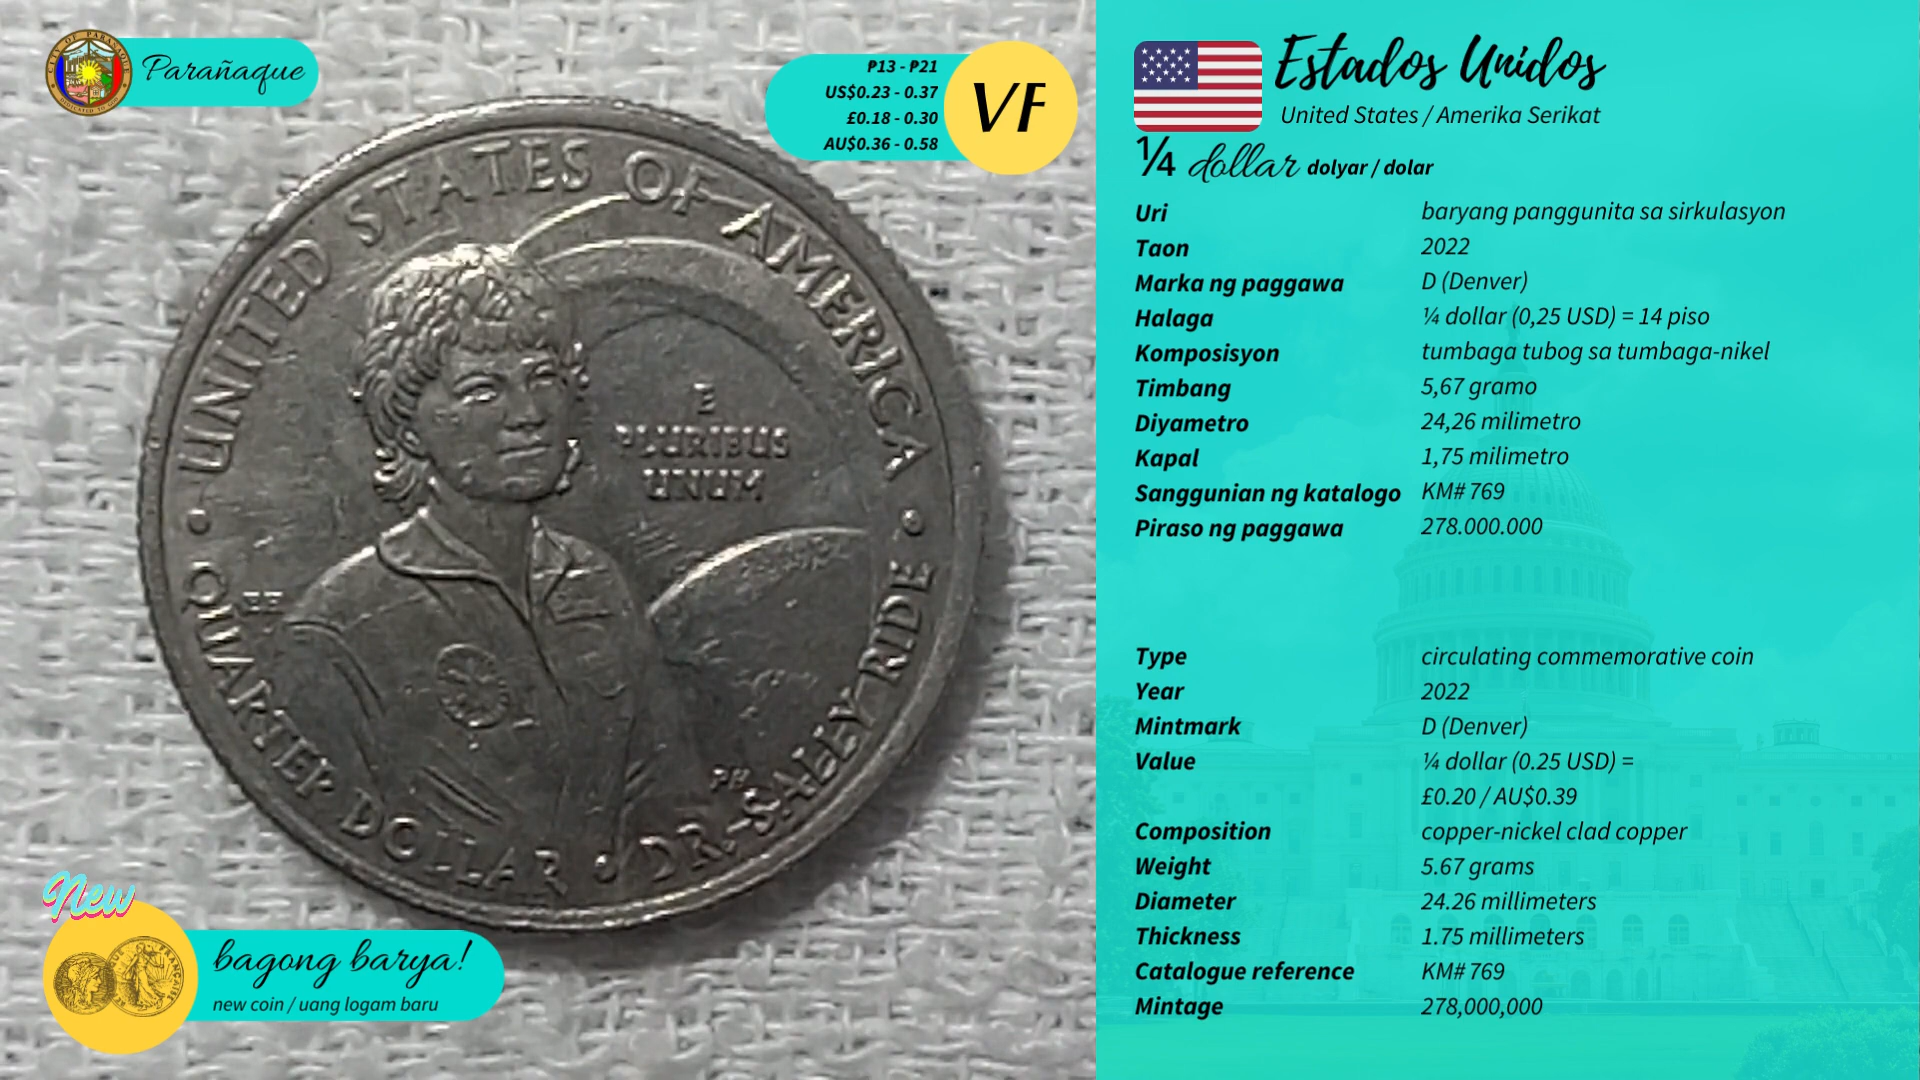 CITY OF PARAÑAQUE
Parañaque
₱13 - ₱21
US$0.23 - 0.37
£0.18 - 0.30
AU$0.36 - 0.58
VF
UNITED STATES OF AMERICA
E
PLURIBUS
UNUM
EH
PH
QUARTER DOLLAR • DR. SALLY RIDE
New
bagong barya!
new coin / uang logam baru
Estados Unidos
United States / Amerika Serikat
¼ dollar dolyar / dolar
Uri baryang panggunita sa sirkulasyon
Taon 2022
Marka ng paggawa D (Denver)
Halaga ¼ dollar (0,25 USD) = 14 piso
Komposisyon tumbaga tubog sa tumbaga-nikel
Timbang 5,67 gramo
Diyametro 24,26 milimetro
Kapal 1,75 milimetro
Sanggunian ng katalogo KM# 769
Piraso ng paggawa 278.000.000
Type circulating commemorative coin
Year 2022
Mintmark D (Denver)
Value ¼ dollar (0.25 USD) =
£0.20 / AU$0.39
Composition copper-nickel clad copper
Weight 5.67 grams
Diameter 24.26 millimeters
Thickness 1.75 millimeters
Catalogue reference KM# 769
Mintage 278,000,000